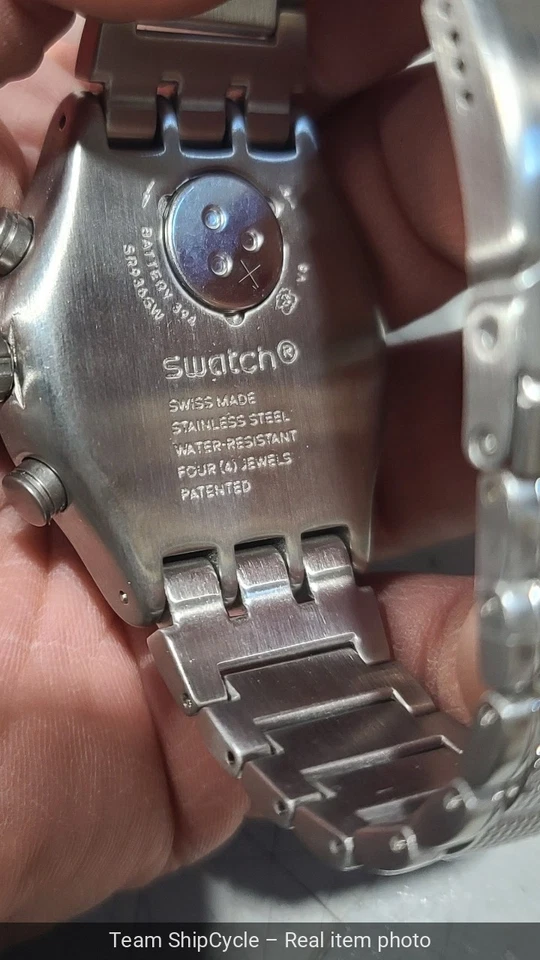 BATTERY 394
SR936SW
V8
swatch®
SWISS MADE
STAINLESS STEEL
WATER-RESISTANT
FOUR (4) JEWELS
PATENTED
Team ShipCycle – Real item photo